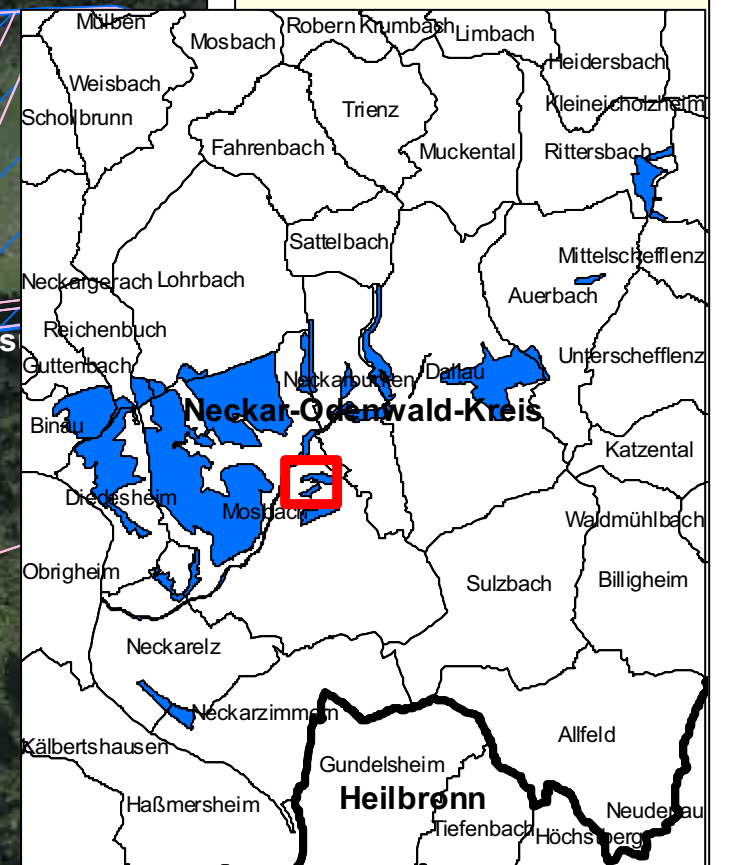 Mülben
Mosbach
Robern Krumbach
Limbach
Heidersbach
Weisbach
Kleineicholzheim
Schollbrunn
Trienz
Fahrenbach
Muckental
Rittersbach
Sattelbach
Mittelschefflenz
Neckargerach
Lohrbach
Auerbach
Reichenbuch
s
Guttenbach
Unterschefflenz
Neckarburken
Dallau
Neckar-Odenwald-Kreis
Binau
Katzental
Diedesheim
Mosbach
Waldmühlbach
Obrigheim
Sulzbach
Billigheim
Neckarelz
Neckarzimmern
Allfeld
Kälbertshausen
Gundelsheim
Haßmersheim
Heilbronn
Neudenau
Tiefenbach
Höchstberg